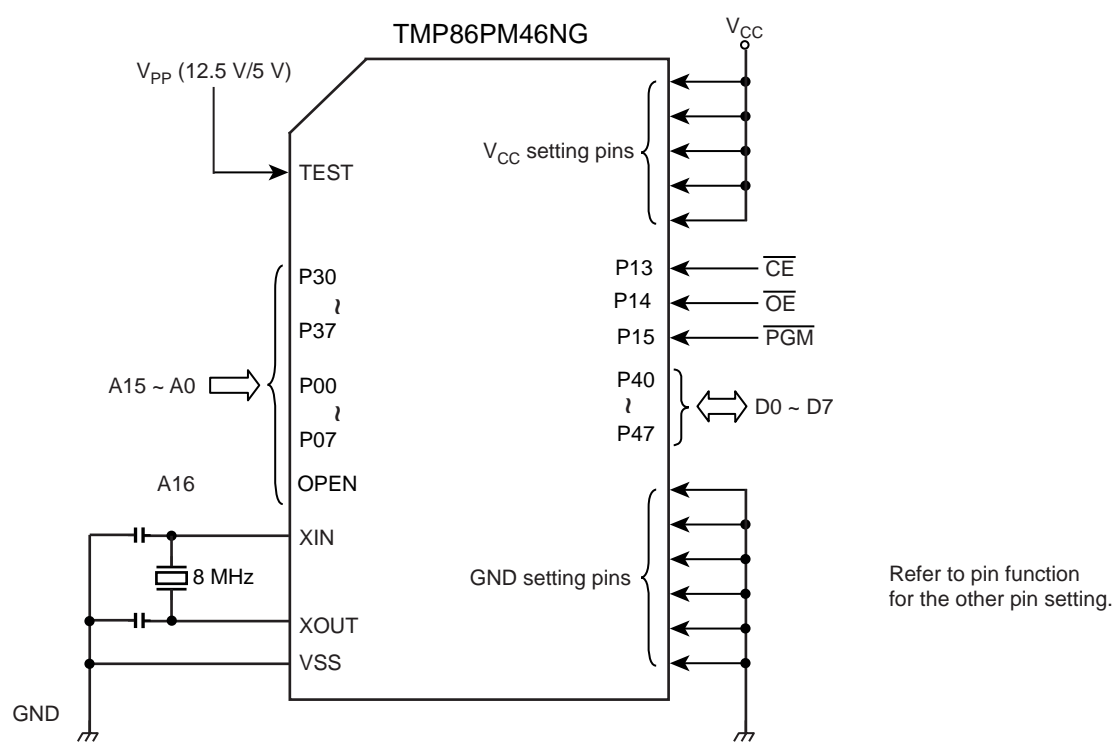 TMP86PM46NG
VCC
VPP (12.5 V/5 V)
VCC setting pins
TEST
P13
CE
P30
P14
OE
~
P37
P15
PGM
A15 ~ A0
P00
~
P07
P40
~
P47
D0 ~ D7
A16
OPEN
XIN
8 MHz
GND setting pins
Refer to pin function
for the other pin setting.
XOUT
VSS
GND